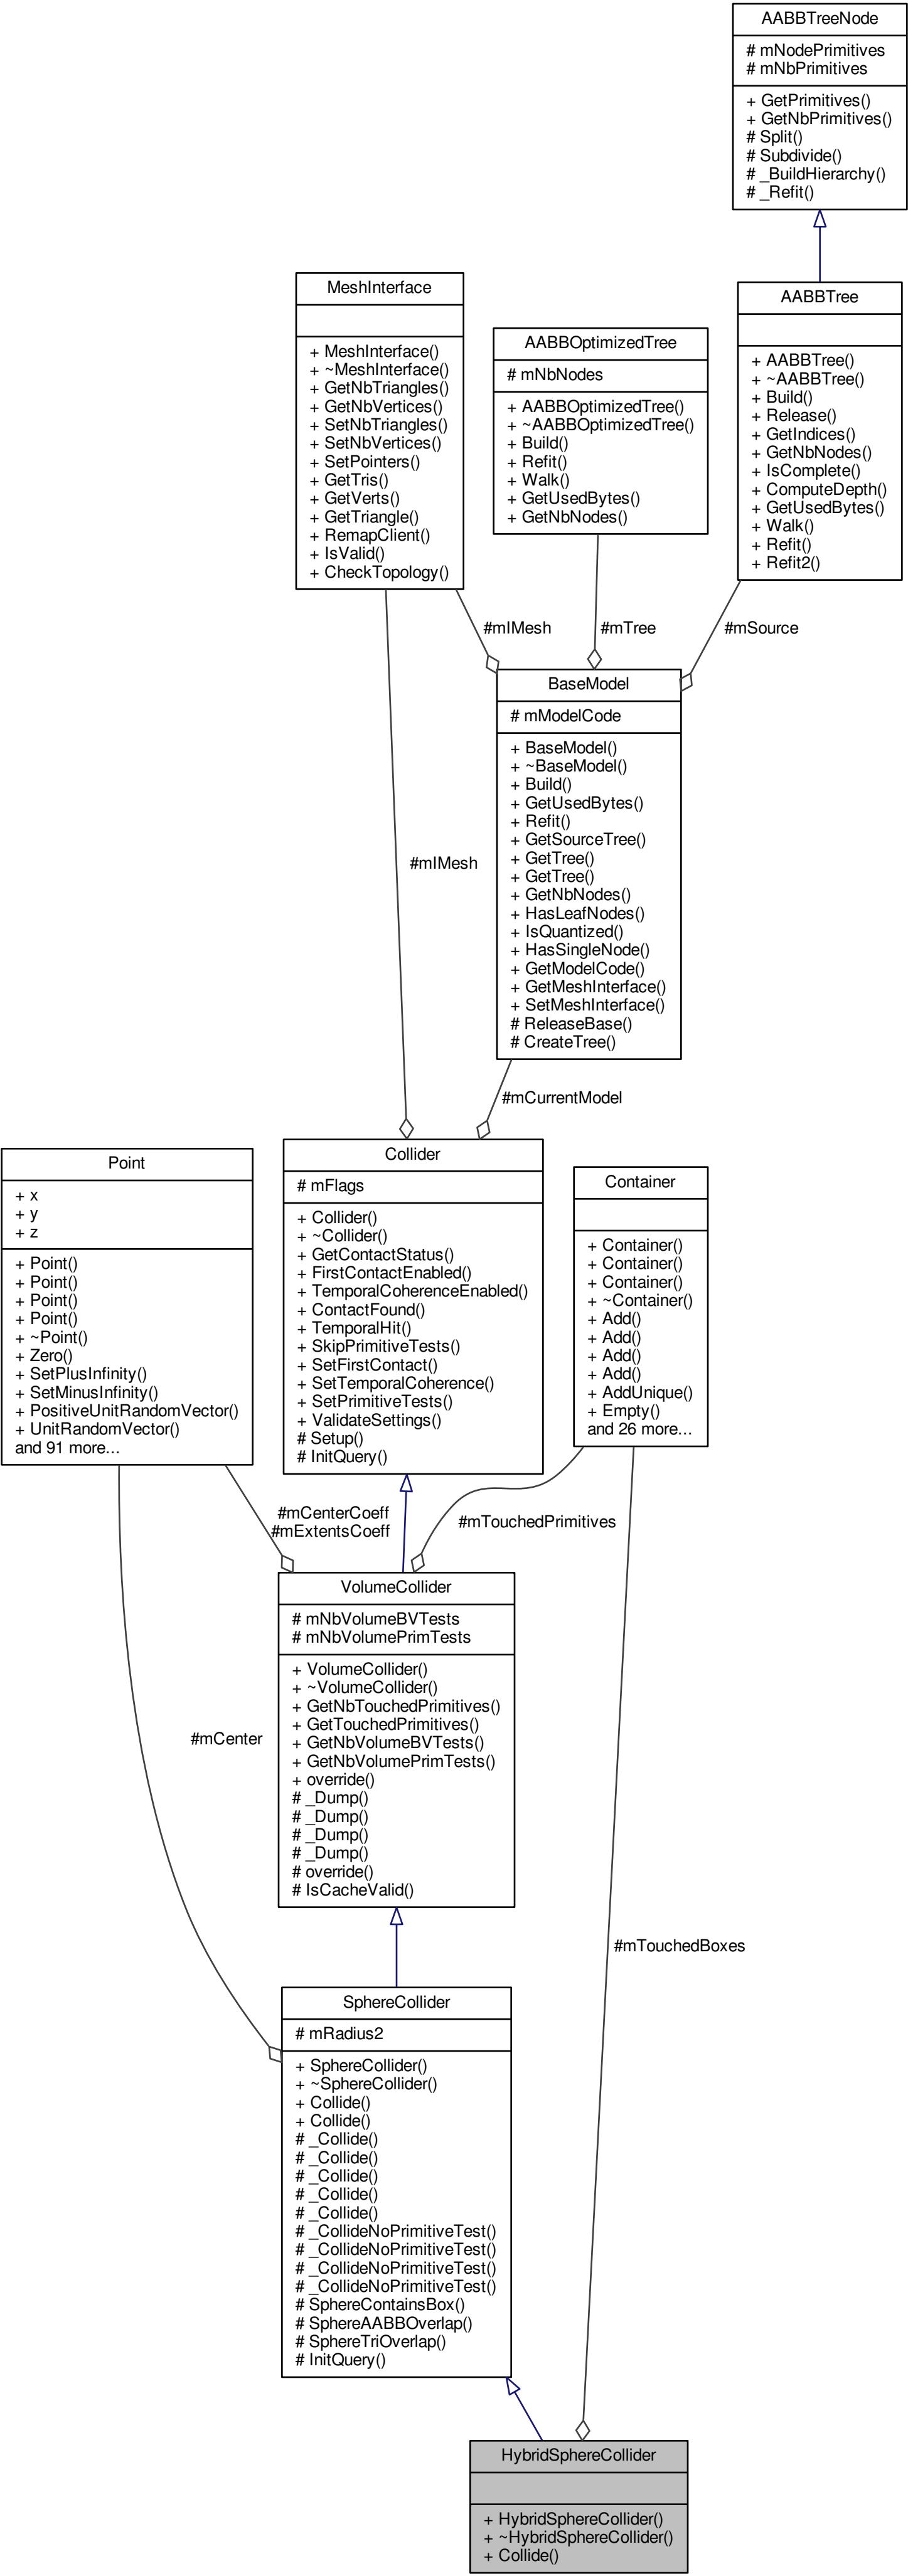 AABBTreeNode
# mNodePrimitives
# mNbPrimitives
+ GetPrimitives()
+ GetNbPrimitives()
# Split()
# Subdivide()
# _BuildHierarchy()
# _Refit()
MeshInterface
+ MeshInterface()
+ ~MeshInterface()
+ GetNbTriangles()
+ GetNbVertices()
+ SetNbTriangles()
+ SetNbVertices()
+ SetPointers()
+ GetTris()
+ GetVerts()
+ GetTriangle()
+ RemapClient()
+ IsValid()
+ CheckTopology()
AABBOptimizedTree
# mNbNodes
+ AABBOptimizedTree()
+ ~AABBOptimizedTree()
+ Build()
+ Refit()
+ Walk()
+ GetUsedBytes()
+ GetNbNodes()
AABBTree
+ AABBTree()
+ ~AABBTree()
+ Build()
+ Release()
+ GetIndices()
+ GetNbNodes()
+ IsComplete()
+ ComputeDepth()
+ GetUsedBytes()
+ Walk()
+ Refit()
+ Refit2()
#mIMesh
#mTree
#mSource
BaseModel
# mModelCode
+ BaseModel()
+ ~BaseModel()
+ Build()
+ GetUsedBytes()
+ Refit()
+ GetSourceTree()
+ GetTree()
+ GetTree()
+ GetNbNodes()
+ HasLeafNodes()
+ IsQuantized()
+ HasSingleNode()
+ GetModelCode()
+ GetMeshInterface()
+ SetMeshInterface()
# ReleaseBase()
# CreateTree()
#mIMesh
#mCurrentModel
Point
+ x
+ y
+ z
+ Point()
+ Point()
+ Point()
+ Point()
+ ~Point()
+ Zero()
+ SetPlusInfinity()
+ SetMinusInfinity()
+ PositiveUnitRandomVector()
+ UnitRandomVector()
and 91 more...
Collider
# mFlags
+ Collider()
+ ~Collider()
+ GetContactStatus()
+ FirstContactEnabled()
+ TemporalCoherenceEnabled()
+ ContactFound()
+ TemporalHit()
+ SkipPrimitiveTests()
+ SetFirstContact()
+ SetTemporalCoherence()
+ SetPrimitiveTests()
+ ValidateSettings()
# Setup()
# InitQuery()
Container
+ Container()
+ Container()
+ Container()
+ ~Container()
+ Add()
+ Add()
+ Add()
+ Add()
+ AddUnique()
+ Empty()
and 26 more...
#mCenterCoeff
#mExtentsCoeff
#mTouchedPrimitives
VolumeCollider
# mNbVolumeBVTests
# mNbVolumePrimTests
+ VolumeCollider()
+ ~VolumeCollider()
+ GetNbTouchedPrimitives()
+ GetTouchedPrimitives()
+ GetNbVolumeBVTests()
+ GetNbVolumePrimTests()
+ override()
# _Dump()
# _Dump()
# _Dump()
# _Dump()
# override()
# IsCacheValid()
#mCenter
#mTouchedBoxes
SphereCollider
# mRadius2
+ SphereCollider()
+ ~SphereCollider()
+ Collide()
+ Collide()
# _Collide()
# _Collide()
# _Collide()
# _Collide()
# _Collide()
# _CollideNoPrimitiveTest()
# _CollideNoPrimitiveTest()
# _CollideNoPrimitiveTest()
# _CollideNoPrimitiveTest()
# SphereContainsBox()
# SphereAABBOverlap()
# SphereTriOverlap()
# InitQuery()
HybridSphereCollider
+ HybridSphereCollider()
+ ~HybridSphereCollider()
+ Collide()